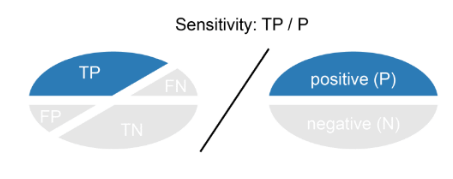 Sensitivity: TP / P
TP
FN
FP
TN
positive (P)
negative (N)